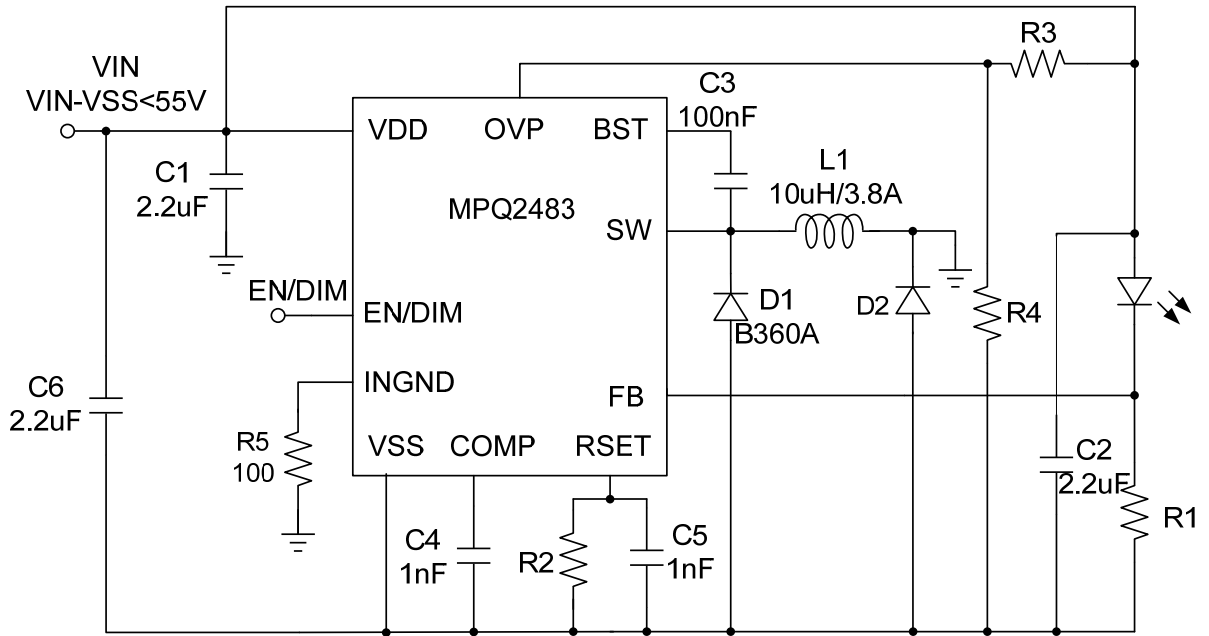 VIN
VIN-VSS<55V
C1
2.2uF
C6
2.2uF
EN/DIM
R5
100
VDD
OVP
BST
MPQ2483
SW
EN/DIM
INGND
FB
VSS
COMP
RSET
C3
100nF
L1
10uH/3.8A
D1
B360A
D2
R3
R4
C4
1nF
R2
C5
1nF
C2
2.2uF
R1